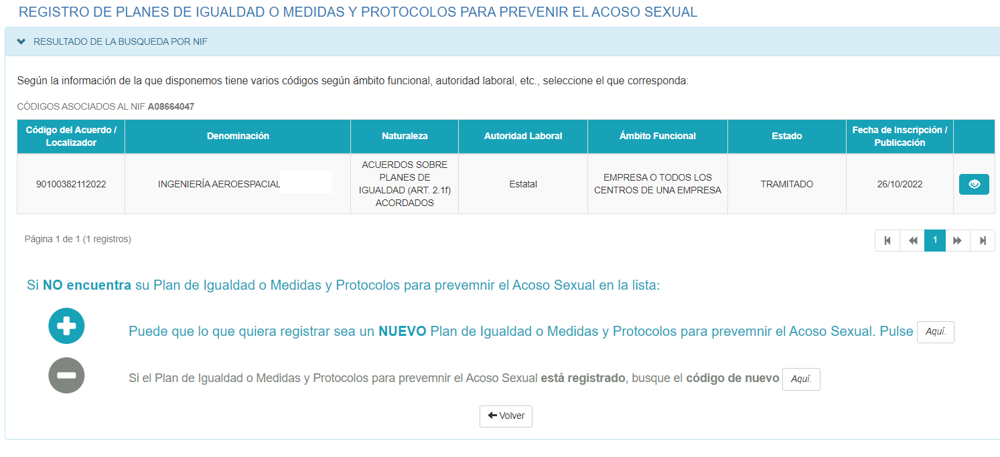 REGISTRO DE PLANES DE IGUALDAD O MEDIDAS Y PROTOCOLOS PARA PREVENIR EL ACOSO SEXUAL
RESULTADO DE LA BUSQUEDA POR NIF
Según la información de la que disponemos tiene varios códigos según ámbito funcional, autoridad laboral, etc., seleccione el que corresponda:
CÓDIGOS ASOCIADOS AL NIF A08664047
Código del Acuerdo / Localizador
Denominación
Naturaleza
Autoridad Laboral
Ámbito Funcional
Estado
Fecha de Inscripción / Publicación
90100382112022
INGENIERÍA AEROESPACIAL
ACUERDOS SOBRE
PLANES DE
IGUALDAD (ART. 2.1f)
ACORDADOS
Estatal
EMPRESA O TODOS LOS
CENTROS DE UNA EMPRESA
TRAMITADO
26/10/2022
Página 1 de 1 (1 registros)
1
Si NO encuentra su Plan de Igualdad o Medidas y Protocolos para prevemnir el Acoso Sexual en la lista:
Puede que lo que quiera registrar sea un NUEVO Plan de Igualdad o Medidas y Protocolos para prevemnir el Acoso Sexual. Pulse Aquí.
Si el Plan de Igualdad o Medidas y Protocolos para prevemnir el Acoso Sexual está registrado, busque el código de nuevo Aquí.
Volver